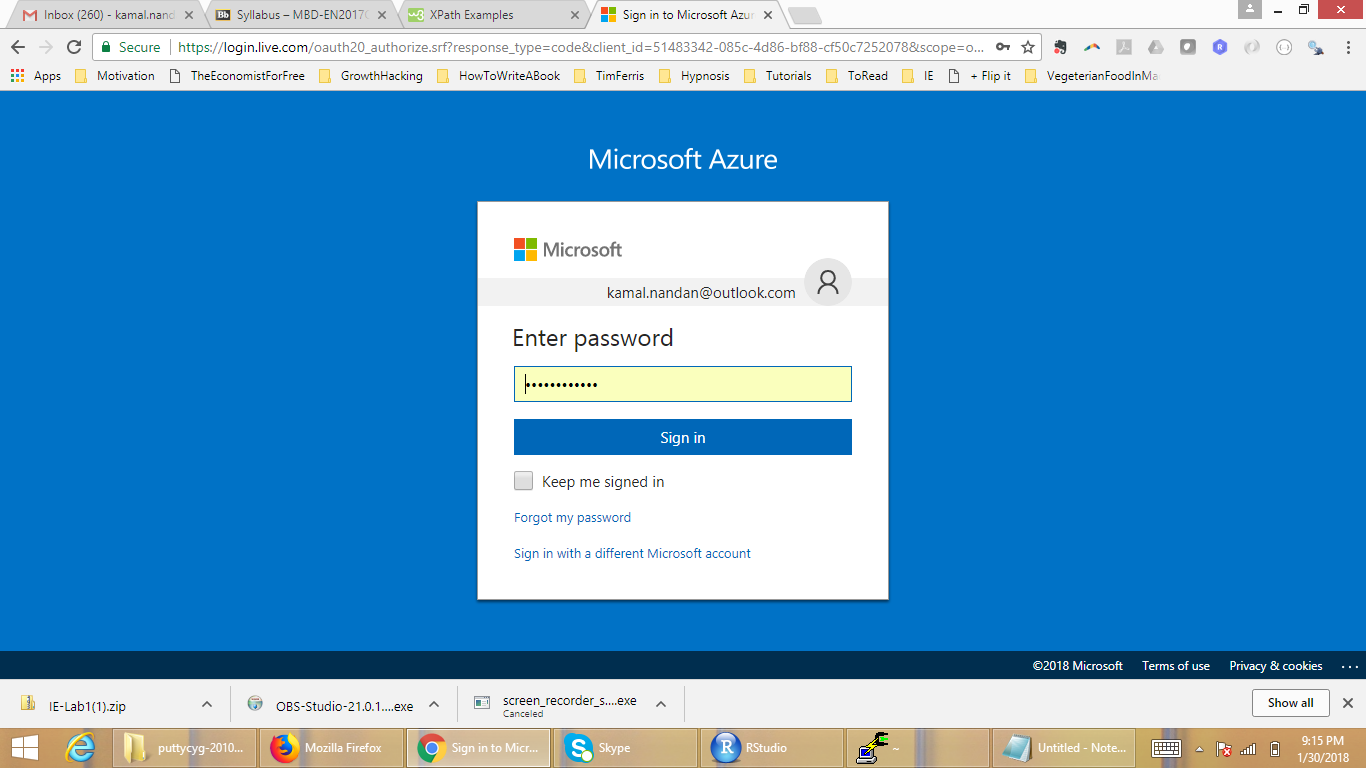 Inbox (260) - kamal.nand
Syllabus – MBD-EN2017
XPath Examples
Sign in to Microsoft Azur
Secure
https://login.live.com/oauth20_authorize.srf?response_type=code&client_id=51483342-085c-4d86-bf88-cf50c7252078&scope=o...
Apps
Motivation
TheEconomistForFree
GrowthHacking
HowToWriteABook
TimFerris
Hypnosis
Tutorials
ToRead
IE
+ Flip it
VegeterianFoodInMa
Microsoft Azure
Microsoft
kamal.nandan@outlook.com
Enter password
Sign in
Keep me signed in
Forgot my password
Sign in with a different Microsoft account
©2018 Microsoft
Terms of use
Privacy & cookies
...
IE-Lab1(1).zip
OBS-Studio-21.0.1....exe
screen_recorder_s....exe
Canceled
Show all
puttycyg-2010...
Mozilla Firefox
Sign in to Micr...
Skype
RStudio
~
Untitled - Note...
9:15 PM
1/30/2018